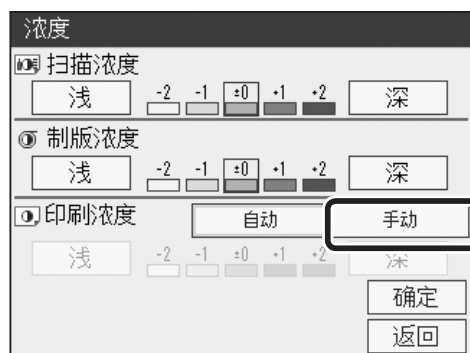 浓度
扫描浓度
浅 -2 -1 ±0 +1 +2 深
制版浓度
浅 -2 -1 ±0 +1 +2 深
印刷浓度 自动 手动
浅 -2 -1 ±0 +1 +2 深
确定
返回